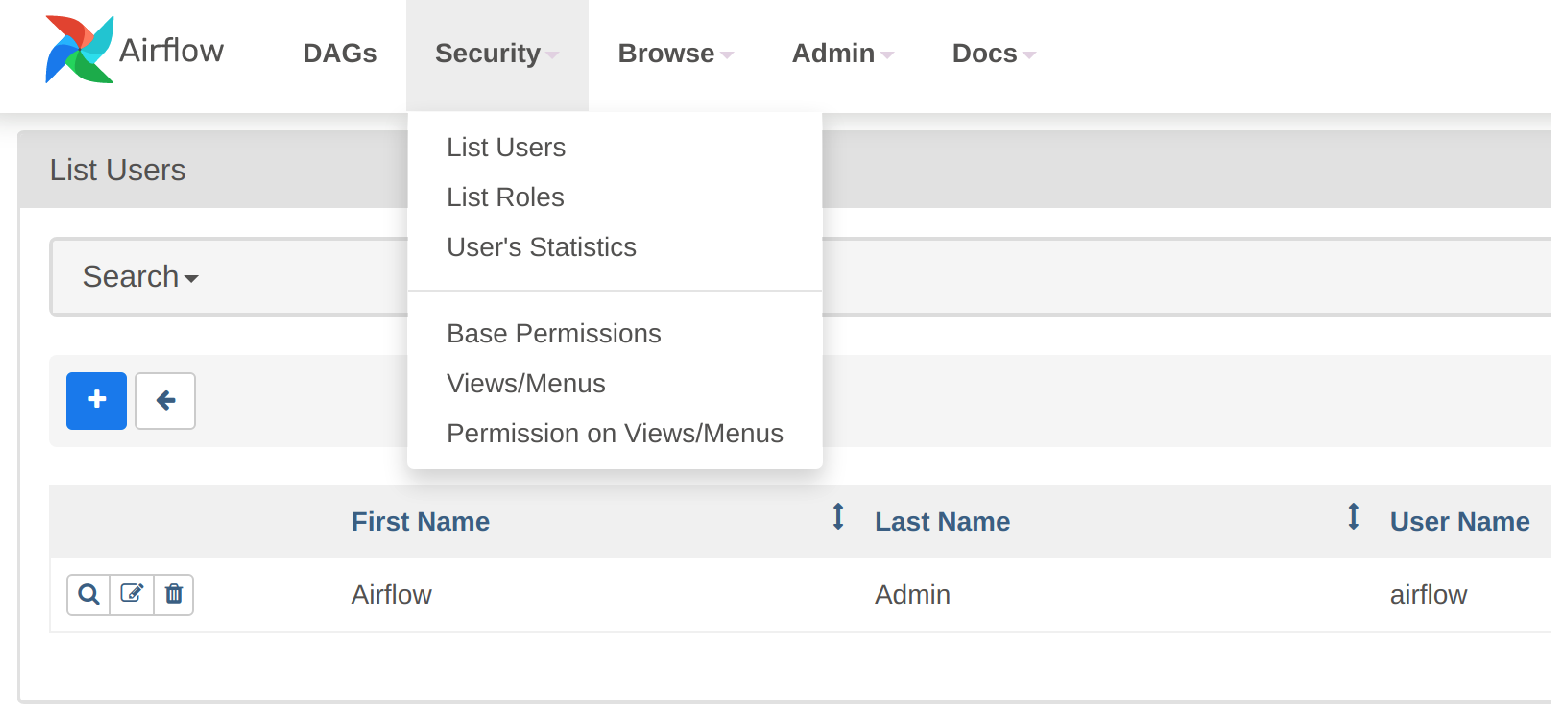 Airflow DAGs Security Browse Admin Docs
List Users
List Users
List Roles
User's Statistics
Search
Base Permissions
Views/Menus
Permission on Views/Menus
First Name Last Name User Name
Airflow Admin airflow